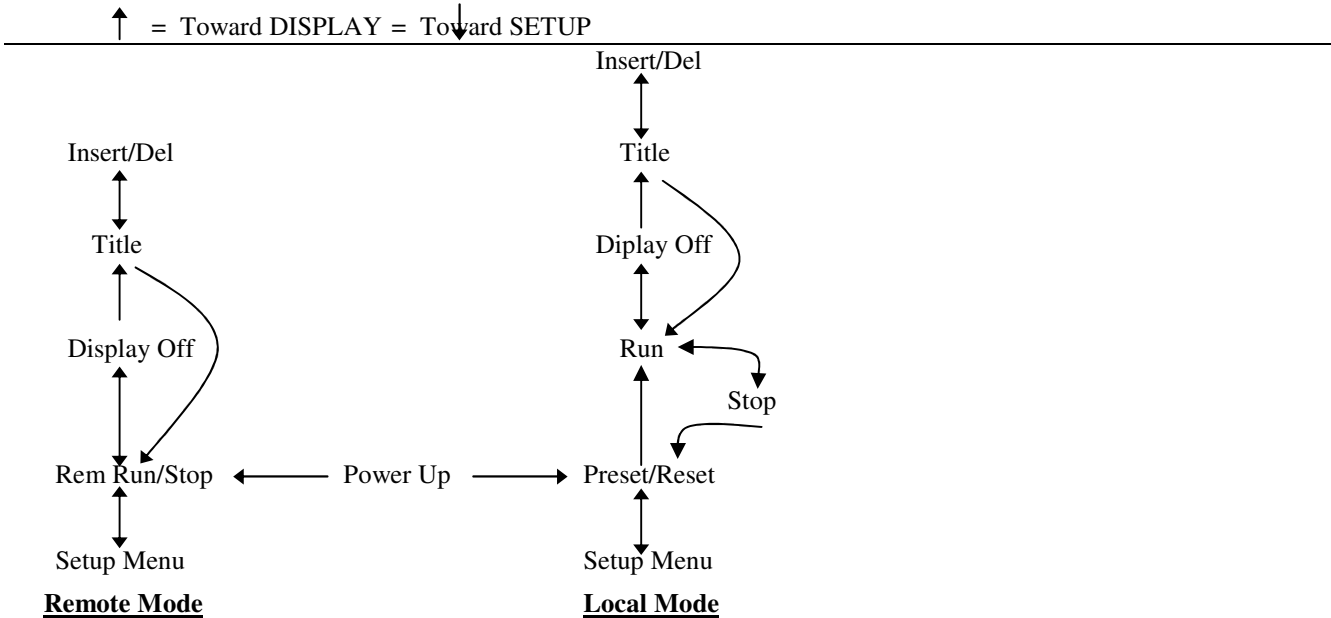 = Toward DISPLAY = Toward SETUP
Insert/Del
Insert/Del
Title
Title
Diplay Off
Display Off
Run
Stop
Rem Run/Stop
Power Up
Preset/Reset
Setup Menu
Setup Menu
Remote Mode
Local Mode